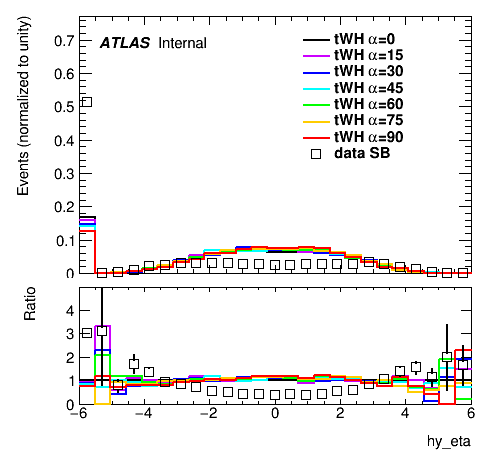 ATLAS Internal
tWH α=0
tWH α=15
tWH α=30
tWH α=45
tWH α=60
tWH α=75
tWH α=90
data SB
Events (normalized to unity)
0.7
0.6
0.5
0.4
0.3
0.2
0.1
0
Ratio
4
3
2
1
0
−6 −4 −2 0 2 4 6
hy_eta